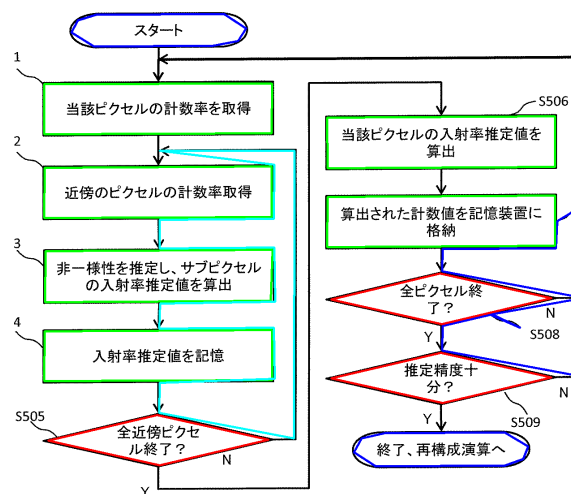 スタート
1
当該ピクセルの計数率を取得
2
近傍のピクセルの計数率取得
3
非一様性を推定し、サブピクセル
の入射率推定値を算出
4
入射率推定値を記憶
S505
全近傍ピクセ
ル終了？
N
Y
S506
当該ピクセルの入射率推定値を
算出
算出された計数値を記憶装置に
格納
全ピクセル終
了？
N
Y
S508
推定精度十
分？
N
Y
S509
終了、再構成演算へ